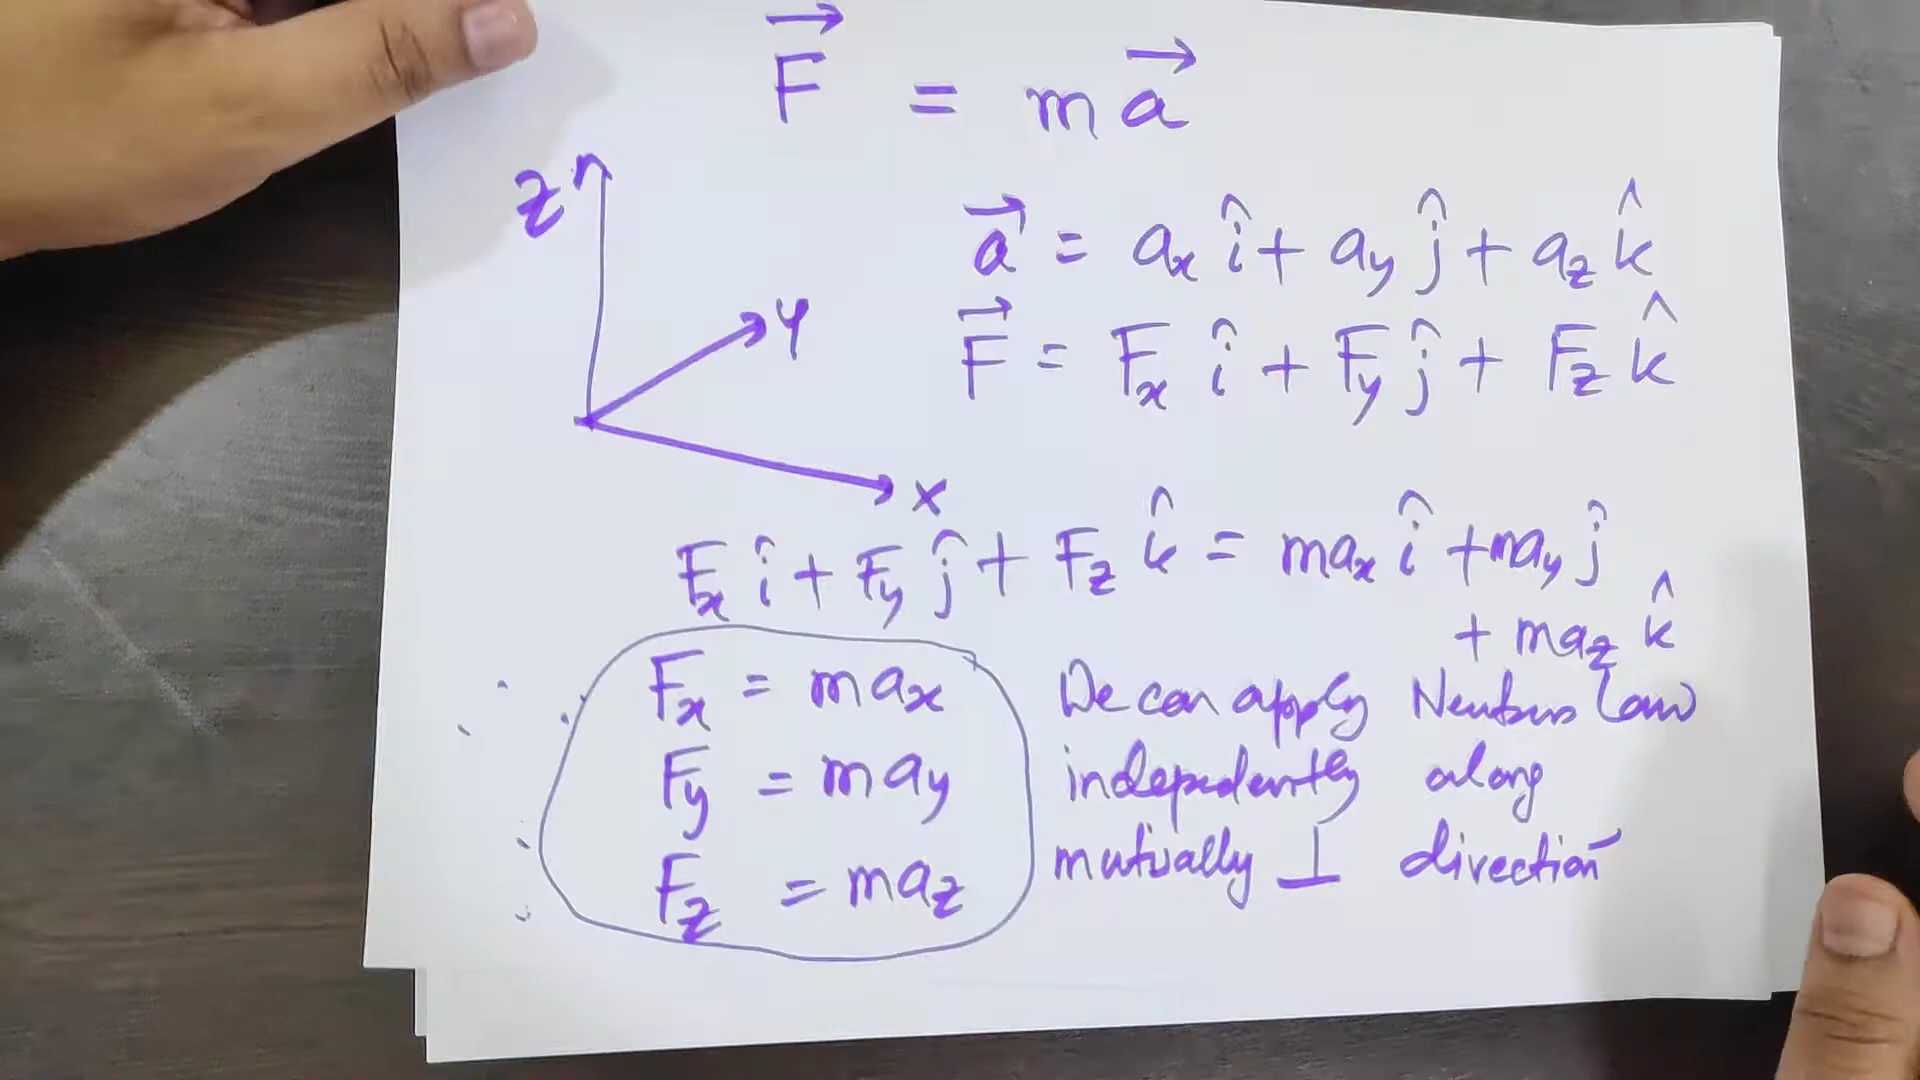 F⃗ = m a⃗
Z
a⃗ = aₓ î + a_y ĵ + a_z k̂
Y
F⃗ = Fₓ î + F_y ĵ + F_z k̂
X
Fₓ î + F_y ĵ + F_z k̂ = maₓ î + ma_y ĵ
+ ma_z k̂
Fₓ = maₓ
We can apply Newtons law
F_y = ma_y
independently along
F_z = ma_z
mutually ⊥ direction